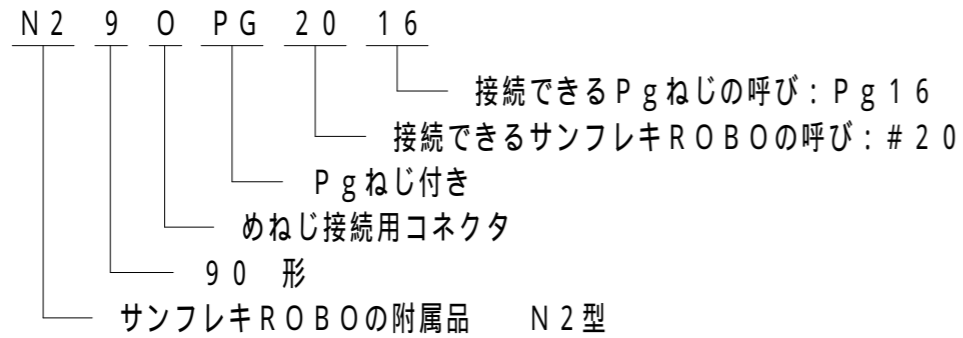 N2 9 O PG 20 16
接続できるPgねじの呼び：Pg16
接続できるサンフレキROBOの呼び：#20
Pgねじ付き
めねじ接続用コネクタ
90 形
サンフレキROBOの附属品 N2型